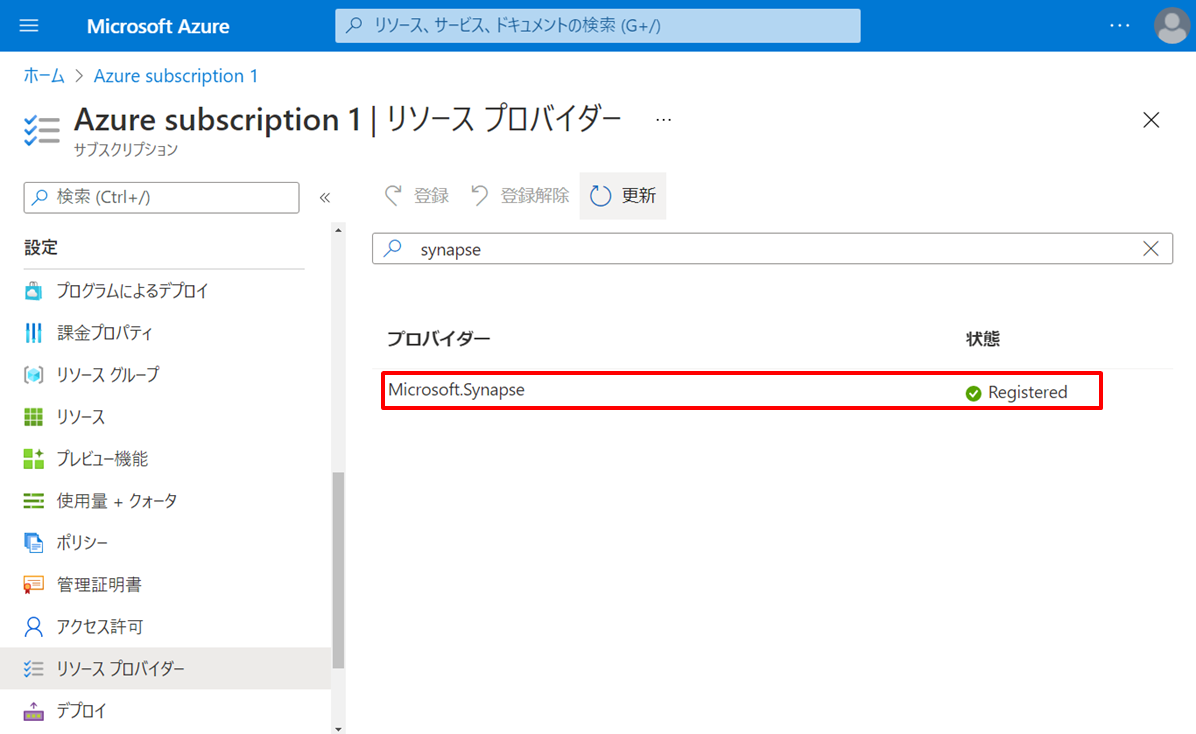 Microsoft Azure
リソース、サービス、ドキュメントの検索 (G+/)
ホーム > Azure subscription 1
Azure subscription 1 | リソース プロバイダー ...
サブスクリプション
検索 (Ctrl+/)
«
登録
登録解除
更新
synapse
設定
プログラムによるデプロイ
課金プロパティ
リソース グループ
リソース
プレビュー機能
使用量 + クォータ
ポリシー
管理証明書
アクセス許可
リソース プロバイダー
デプロイ
プロバイダー 状態
Microsoft.Synapse Registered